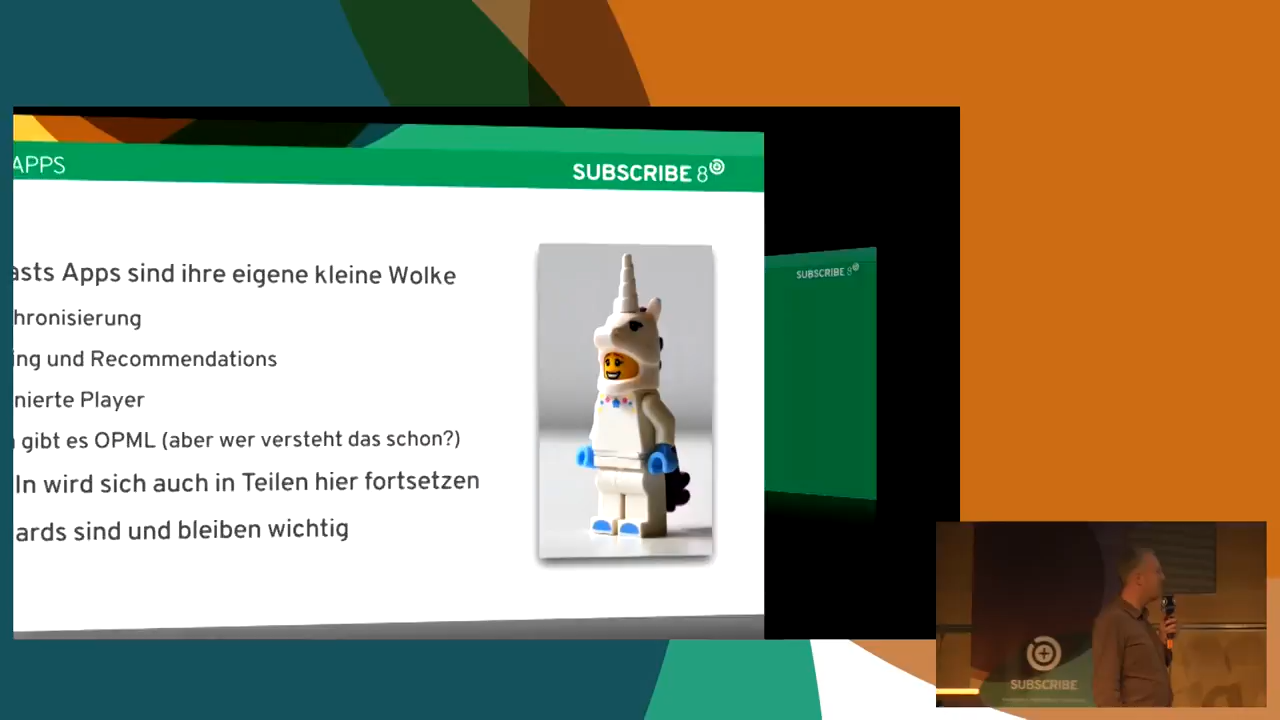 APPS
SUBSCRIBE 8
asts Apps sind ihre eigene kleine Wolke
hronisierung
ing und Recommendations
nierte Player
gibt es OPML (aber wer versteht das schon?)
ln wird sich auch in Teilen hier fortsetzen
ards sind und bleiben wichtig
SUBSCRIBE 8
SUBSCRIBE